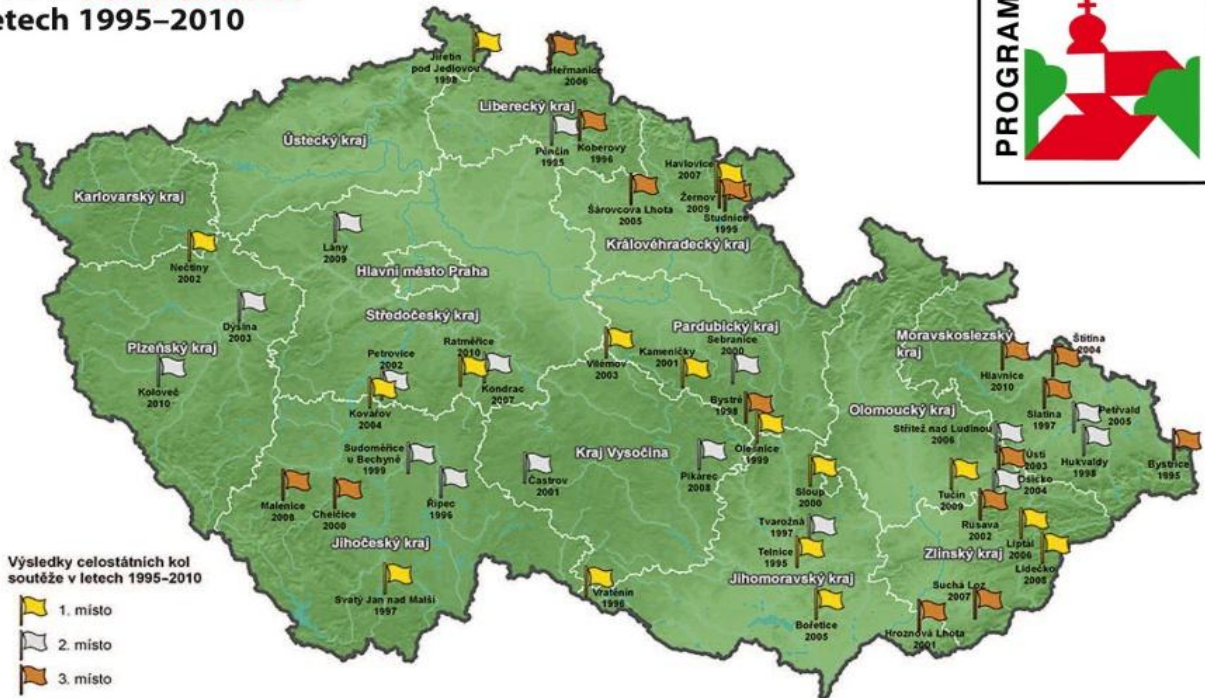 etech 1995–2010
PROGRAM
Jiřetín
pod Jedlovou
1998
Heřmanice
2006
Liberecký kraj
Ústecký kraj
Pěnčín
1995
Koberovy
1996
Havlovice
2007
Karlovarský kraj
Šárovcova Lhota
2005
Žernov
2009
Studnice
1999
Lány
2009
Královéhradecký kraj
Nečtiny
2002
Hlavní město Praha
Dýšina
2003
Středočeský kraj
Pardubický kraj
Moravskoslezský
kraj
Štítina
2004
Plzeňský kraj
Petrovice
2002
Ratměřice
2010
Vilémov
2003
Kameničky
2001
Sebranice
2000
Hlavnice
2010
Koloveč
2010
Kondrac
2007
Kovářov
2004
Bystré
1998
Olomoucký kraj
Slatina
1997
Petřvald
2005
Olešnice
1999
Střítež nad Ludinou
2006
Hukvaldy
1998
Sudoměřice
u Bechyně
1999
Kraj Vysočina
Ústí
2003
Bystřice
1995
Častrov
2001
Pikárec
2008
Sloup
2000
Tučín
2009
Osíčko
2004
Malenice
2008
Chelčice
2000
Řípec
1996
Rusava
2002
Tvarožná
1997
Liptál
2006
Jihočeský kraj
Telnice
1995
Zlínský kraj
Lidečko
2008
Výsledky celostátních kol
soutěže v letech 1995–2010
Jihomoravský kraj
Suchá Loz
2007
Svatý Jan nad Malší
1997
Vratěnín
1996
1. místo
Bořetice
2005
Hroznová Lhota
2001
2. místo
3. místo